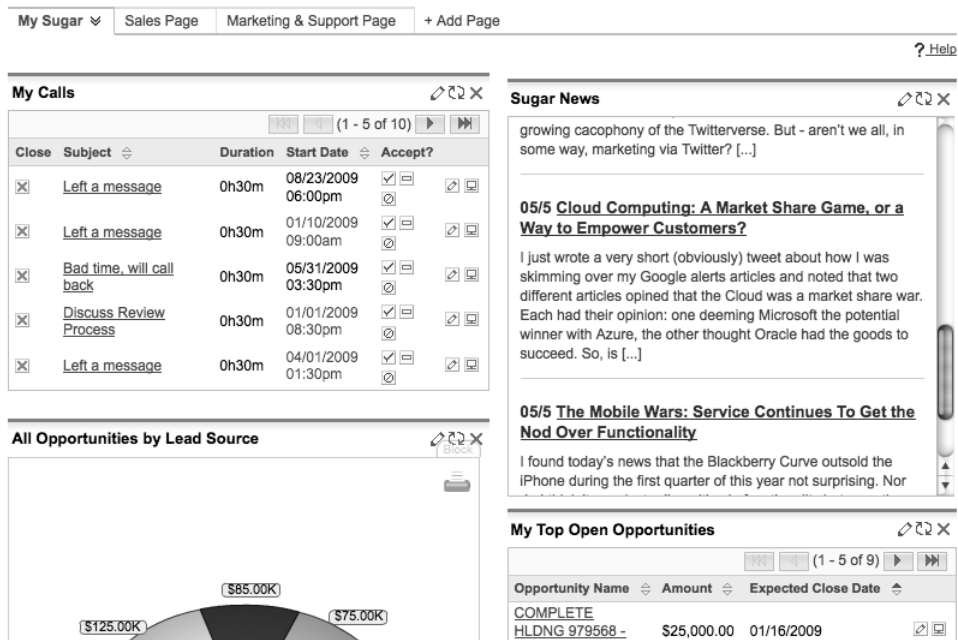 My Sugar
Sales Page
Marketing & Support Page
+ Add Page
? Help
My Calls
(1 - 5 of 10)
Close Subject Duration Start Date Accept?
Left a message 0h30m 08/23/2009 06:00pm
Left a message 0h30m 01/10/2009 09:00am
Bad time, will call back 0h30m 05/31/2009 03:30pm
Discuss Review Process 0h30m 01/01/2009 08:30pm
Left a message 0h30m 04/01/2009 01:30pm
All Opportunities by Lead Source
Block
$85.00K
$125.00K
$75.00K
Sugar News
growing cacophony of the Twitterverse. But - aren't we all, in
some way, marketing via Twitter? [...]
05/5 Cloud Computing: A Market Share Game, or a
Way to Empower Customers?
I just wrote a very short (obviously) tweet about how I was
skimming over my Google alerts articles and noted that two
different articles opined that the Cloud was a market share war.
Each had their opinion: one deeming Microsoft the potential
winner with Azure, the other thought Oracle had the goods to
succeed. So, is [...]
05/5 The Mobile Wars: Service Continues To Get the
Nod Over Functionality
I found today's news that the Blackberry Curve outsold the
iPhone during the first quarter of this year not surprising. Nor
My Top Open Opportunities
(1 - 5 of 9)
Opportunity Name Amount Expected Close Date
COMPLETE
HLDNG 979568 - $25,000.00 01/16/2009